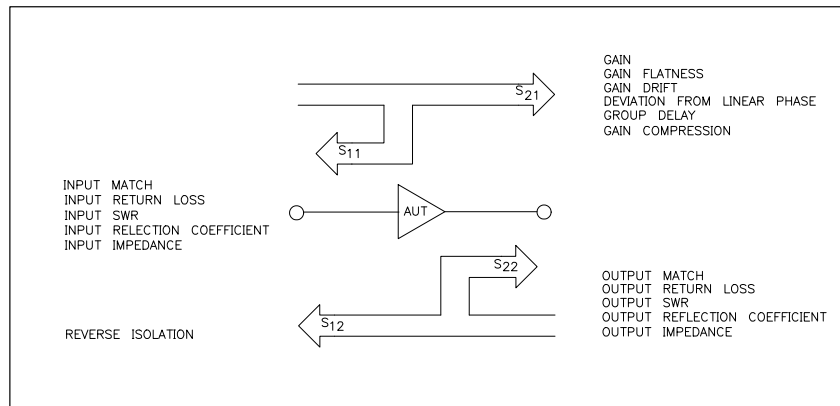 GAIN
GAIN FLATNESS
GAIN DRIFT
DEVIATION FROM LINEAR PHASE
GROUP DELAY
GAIN COMPRESSION
S21
S11
INPUT MATCH
INPUT RETURN LOSS
INPUT SWR
INPUT RELECTION COEFFICIENT
INPUT IMPEDANCE
AUT
S22
S12
OUTPUT MATCH
OUTPUT RETURN LOSS
OUTPUT SWR
OUTPUT REFLECTION COEFFICIENT
OUTPUT IMPEDANCE
REVERSE ISOLATION